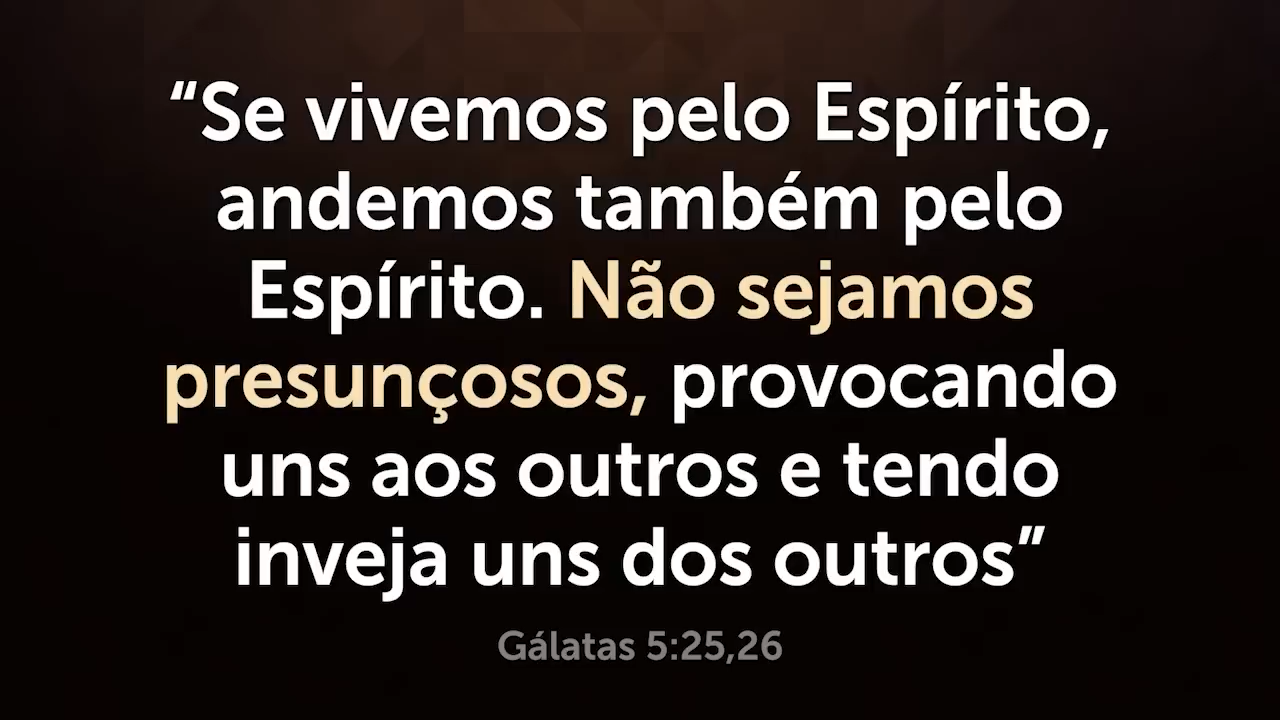 “Se vivemos pelo Espírito,
andemos também pelo
Espírito. Não sejamos
presunçosos, provocando
uns aos outros e tendo
inveja uns dos outros”
Gálatas 5:25,26